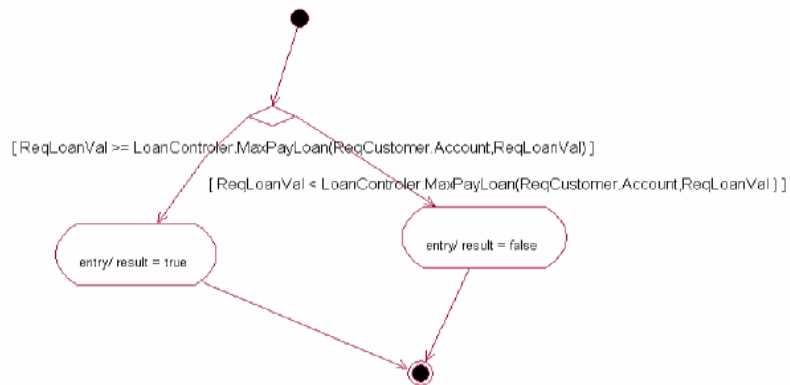 [ ReqLoanVal >= LoanControler.MaxPayLoan(ReqCustomer.Account,ReqLoanVal) ]
[ ReqLoanVal < LoanControler.MaxPayLoan(ReqCustomer.Account,ReqLoanVal ) ]
entry/ result = false
entry/ result = true